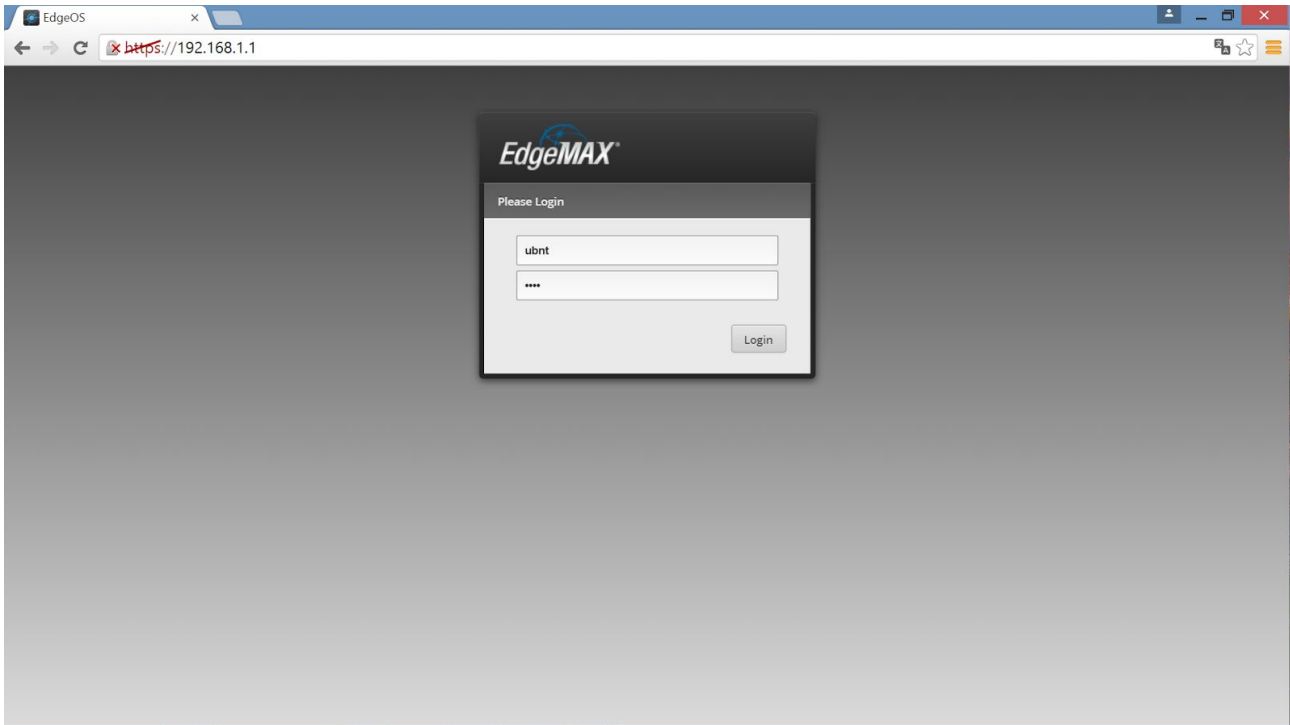 EdgeOS
https://192.168.1.1
EdgeMAX®
Please Login
ubnt
••••
Login